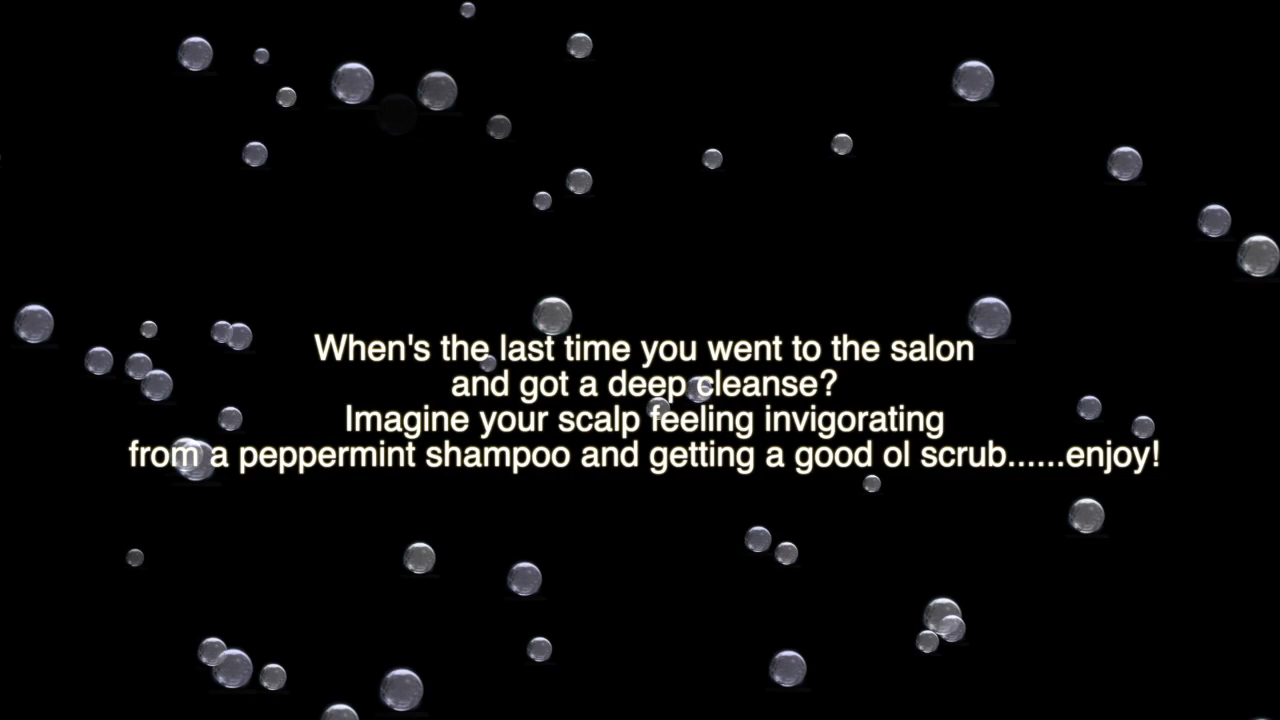 When's the last time you went to the salon
and got a deep cleanse?
Imagine your scalp feeling invigorating
from a peppermint shampoo and getting a good ol scrub......enjoy!